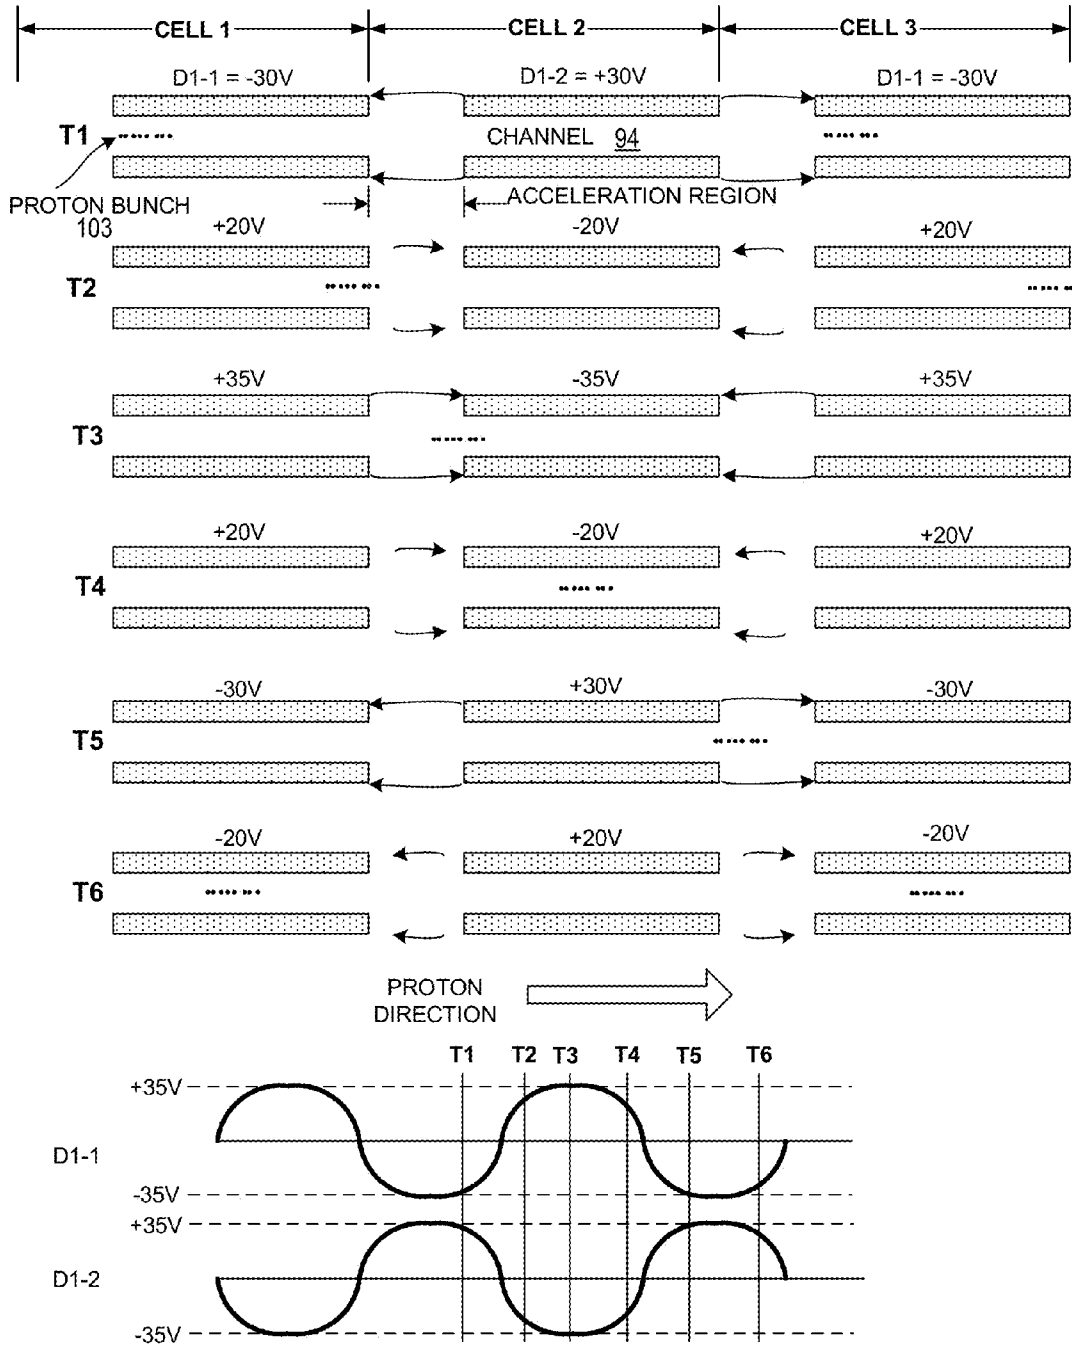 CELL 1 CELL 2 CELL 3
D1-1 = -30V D1-2 = +30V D1-1 = -30V
T1 CHANNEL 94
PROTON BUNCH ACCELERATION REGION
103 +20V -20V +20V
T2
+35V -35V +35V
T3
+20V -20V +20V
T4
-30V +30V -30V
T5
-20V +20V -20V
T6
PROTON
DIRECTION
T1 T2 T3 T4 T5 T6
+35V
D1-1
-35V
+35V
D1-2
-35V